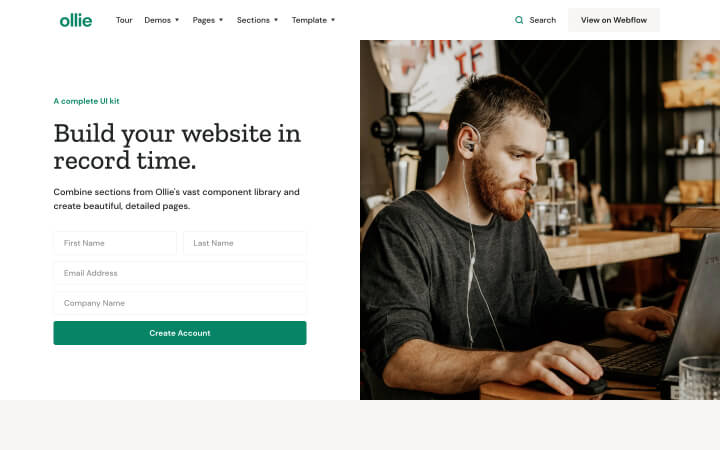 ollie
Tour
Demos
Pages
Sections
Template
Search
View on Webflow
A complete UI kit
Build your website in
record time.
Combine sections from Ollie's vast component library and
create beautiful, detailed pages.
First Name
Last Name
Email Address
Company Name
Create Account
IF